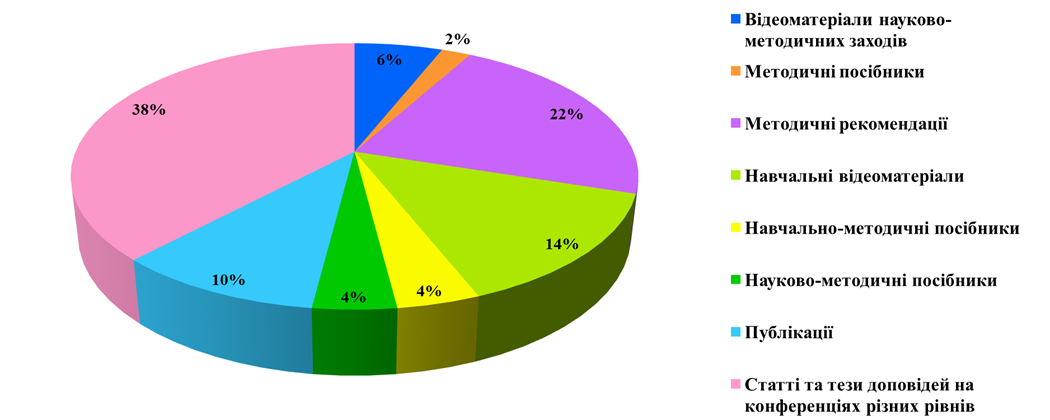 2%
6%
38%
22%
14%
10%
4%
4%
Відеоматеріали науково-
методичних заходів
Методичні посібники
Методичні рекомендації
Навчальні відеоматеріали
Навчально-методичні посібники
Науково-методичні посібники
Публікації
Статті та тези доповідей на
конференціях різних рівнів